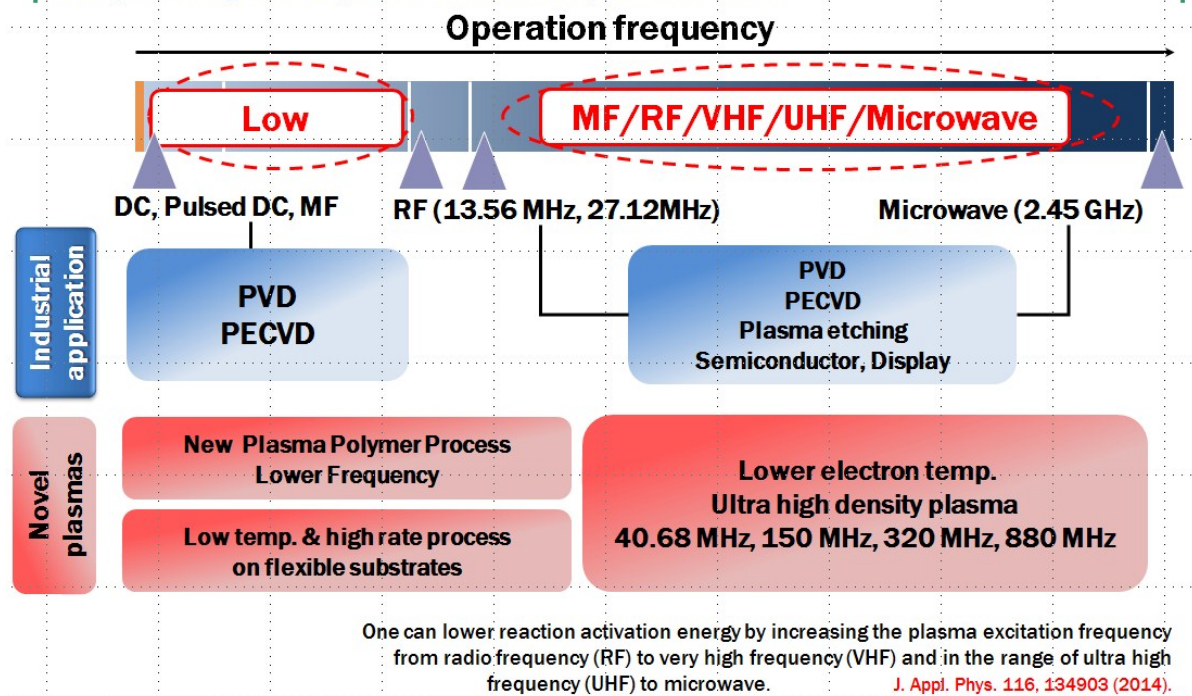 Operation frequency
Low
MF/RF/VHF/UHF/Microwave
DC, Pulsed DC, MF
RF (13.56 MHz, 27.12MHz)
Microwave (2.45 GHz)
Industrial
application
PVD
PECVD
PVD
PECVD
Plasma etching
Semiconductor, Display
Novel
plasmas
New Plasma Polymer Process
Lower Frequency
Low temp. & high rate process
on flexible substrates
Lower electron temp.
Ultra high density plasma
40.68 MHz, 150 MHz, 320 MHz, 880 MHz
One can lower reaction activation energy by increasing the plasma excitation frequency
from radio frequency (RF) to very high frequency (VHF) and in the range of ultra high
frequency (UHF) to microwave.
J. Appl. Phys. 116, 134903 (2014).